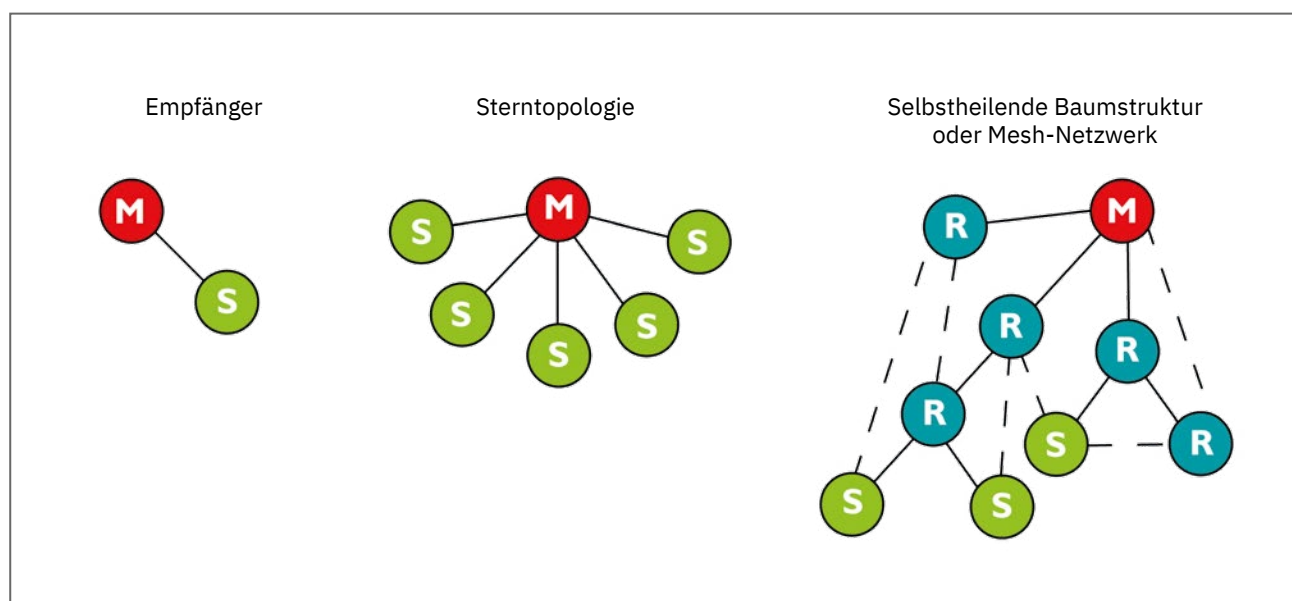 Empfänger
Sterntopologie
Selbstheilende Baumstruktur
oder Mesh-Netzwerk
M
S
M
S
S
S
S
S
M
R
R
R
R
S
R
S
S